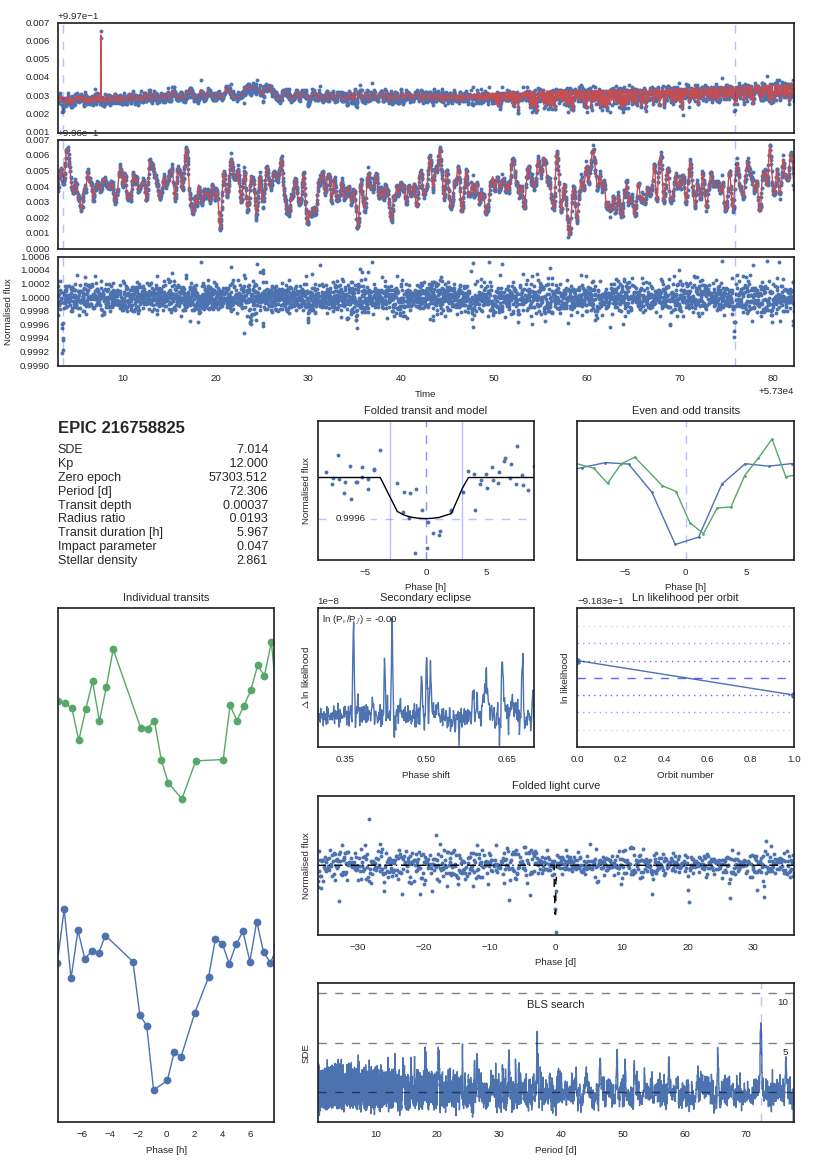 +9.97e−1
0.007
0.006
0.005
0.004
0.003
0.002
0.001
+9.96e−1
0.007
0.006
0.005
0.004
0.003
0.002
0.001
0.000
1.0006
1.0004
1.0002
1.0000
0.9998
0.9996
0.9994
0.9992
0.9990
Normalised flux
10 20 30 40 50 60 70 80
Time
+5.73e4
EPIC 216758825
SDE 7.014
Kp 12.000
Zero epoch 57303.512
Period [d] 72.306
Transit depth 0.00037
Radius ratio 0.0193
Transit duration [h] 5.967
Impact parameter 0.047
Stellar density 2.861
Folded transit and model
Normalised flux
0.9996
−5 0 5
Phase [h]
Even and odd transits
−5 0 5
Phase [h]
Individual transits
−6 −4 −2 0 2 4 6
Phase [h]
Secondary eclipse
1e−8
Δ ln likelihood
0.35 0.50 0.65
Phase shift
−9.183e−1
Ln likelihood per orbit
ln likelihood
0.0 0.2 0.4 0.6 0.8 1.0
Orbit number
Folded light curve
Normalised flux
−30 −20 −10 0 10 20 30
Phase [d]
BLS search
10
5
SDE
10 20 30 40 50 60 70
Period [d]